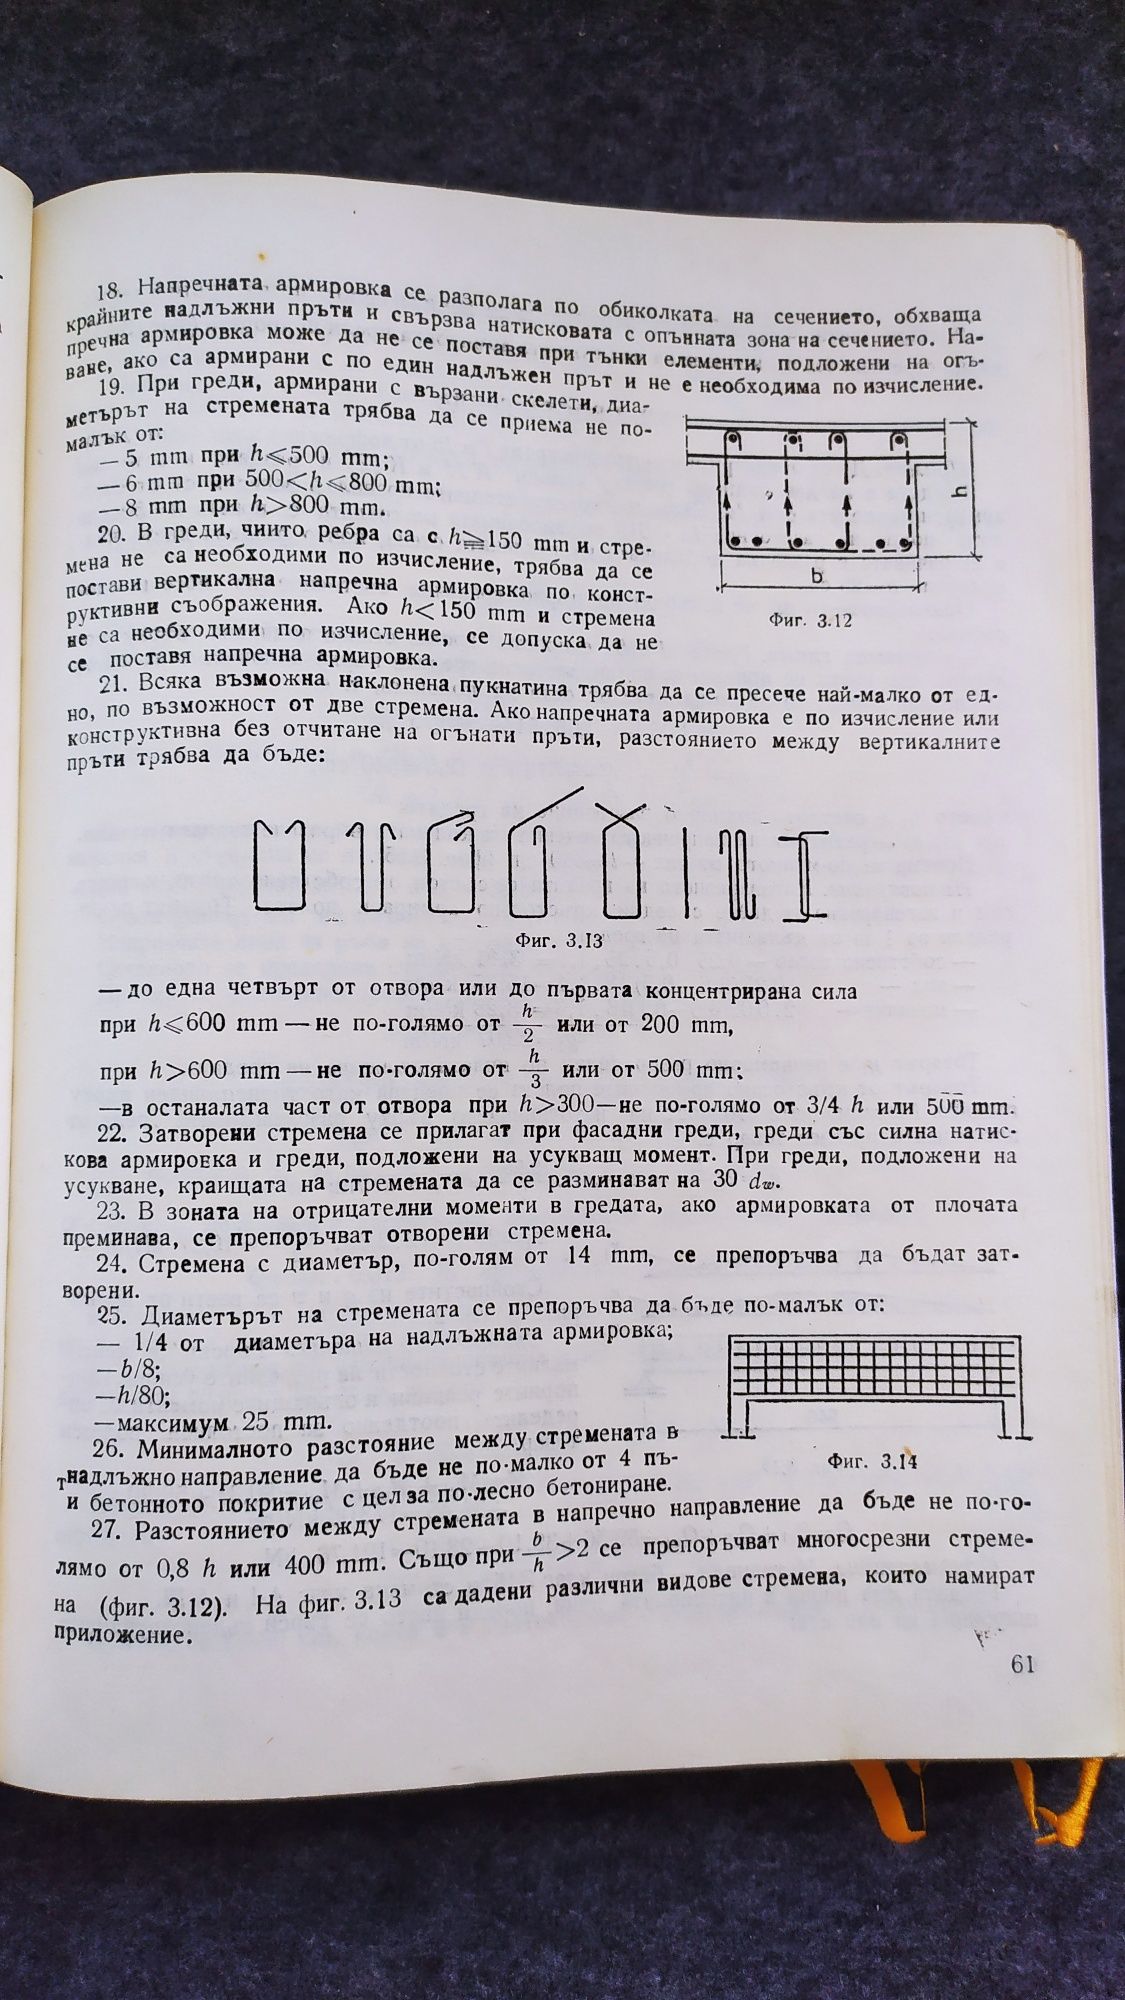 18. Напречната армировка се разполага по обиколката на сечението, обхваща
крайните надлъжни пръти и свързва натисковата с опънната зона на сечението. На-
пречна армировка може да не се поставя при тънки елементи, подложени на огъ-
ване, ако са армирани с по един надлъжен прът и не е необходима по изчисление.
19. При греди, армирани с вързани скелети, диа-
метърът на стремената трябва да се приема не по-
малък от:
— 5 mm при h⩽500 mm;
— 6 mm при 500<h⩽800 mm;
— 8 mm при h>800 mm.
20. В греди, чиито ребра са с h≧150 mm и стре-
мена не са необходими по изчисление, трябва да се
постави вертикална напречна армировка по конст-
руктивни съображения. Ако h<150 mm и стремена
не са необходими по изчисление, се допуска да не
се поставя напречна армировка.
h
b
Фиг. 3.12
21. Всяка възможна наклонена пукнатина трябва да се пресече най-малко от ед-
но, по възможност от две стремена. Ако напречната армировка е по изчисление или
конструктивна без отчитане на огънати пръти, разстоянието между вертикалните
пръти трябва да бъде:
Фиг. 3.13
— до една четвърт от отвора или до първата концентрирана сила
при h⩽600 mm — не по-голямо от h/2 или от 200 mm,
при h>600 mm — не по-голямо от h/3 или от 500 mm;
—в останалата част от отвора при h>300—не по-голямо от 3/4 h или 500 mm.
22. Затворени стремена се прилагат при фасадни греди, греди със силна натис-
кова армировка и греди, подложени на усукващ момент. При греди, подложени на
усукване, краищата на стремената да се разминават на 30 dw.
23. В зоната на отрицателни моменти в гредата, ако армировката от плочата
преминава, се препоръчват отворени стремена.
24. Стремена с диаметър, по-голям от 14 mm, се препоръчва да бъдат зат-
ворени.
25. Диаметърът на стремената се препоръчва да бъде по-малък от:
— 1/4 от диаметъра на надлъжната армировка;
—b/8;
—h/80;
—максимум 25 mm.
26. Минималното разстояние между стремената в
надлъжно направление да бъде не по-малко от 4 пъ-
ти бетонното покритие с цел за по-лесно бетониране.
Фиг. 3.14
27. Разстоянието между стремената в напречно направление да бъде не по-го-
лямо от 0,8 h или 400 mm. Също при b/h >2 се препоръчват многосрезни стреме-
на (фиг. 3.12). На фиг. 3.13 са дадени различни видове стремена, които намират
приложение.
61